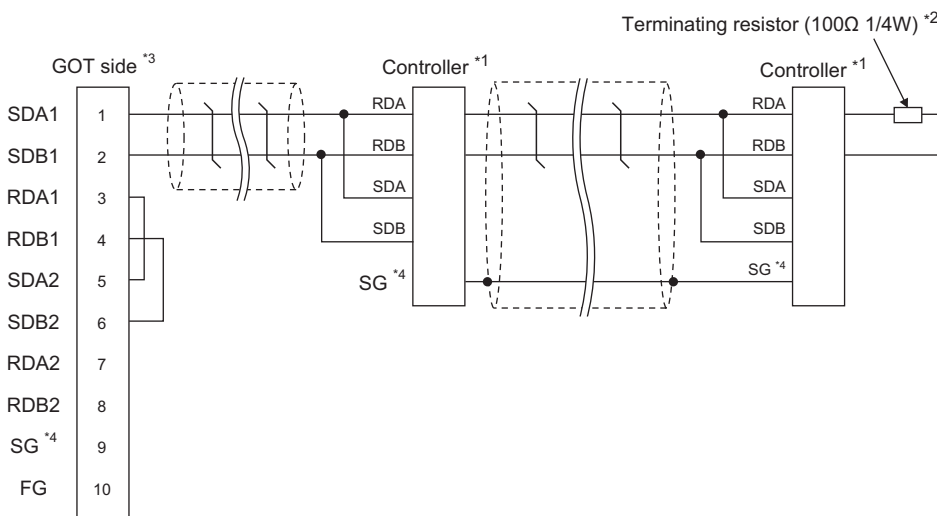 Terminating resistor (100Ω 1/4W) *2
GOT side *3
Controller *1
Controller *1
SDA1 1
SDB1 2
RDA1 3
RDB1 4
SDA2 5
SDB2 6
RDA2 7
RDB2 8
SG *4 9
FG 10
RDA
RDB
SDA
SDB
SG *4
RDA
RDB
SDA
SDB
SG *4